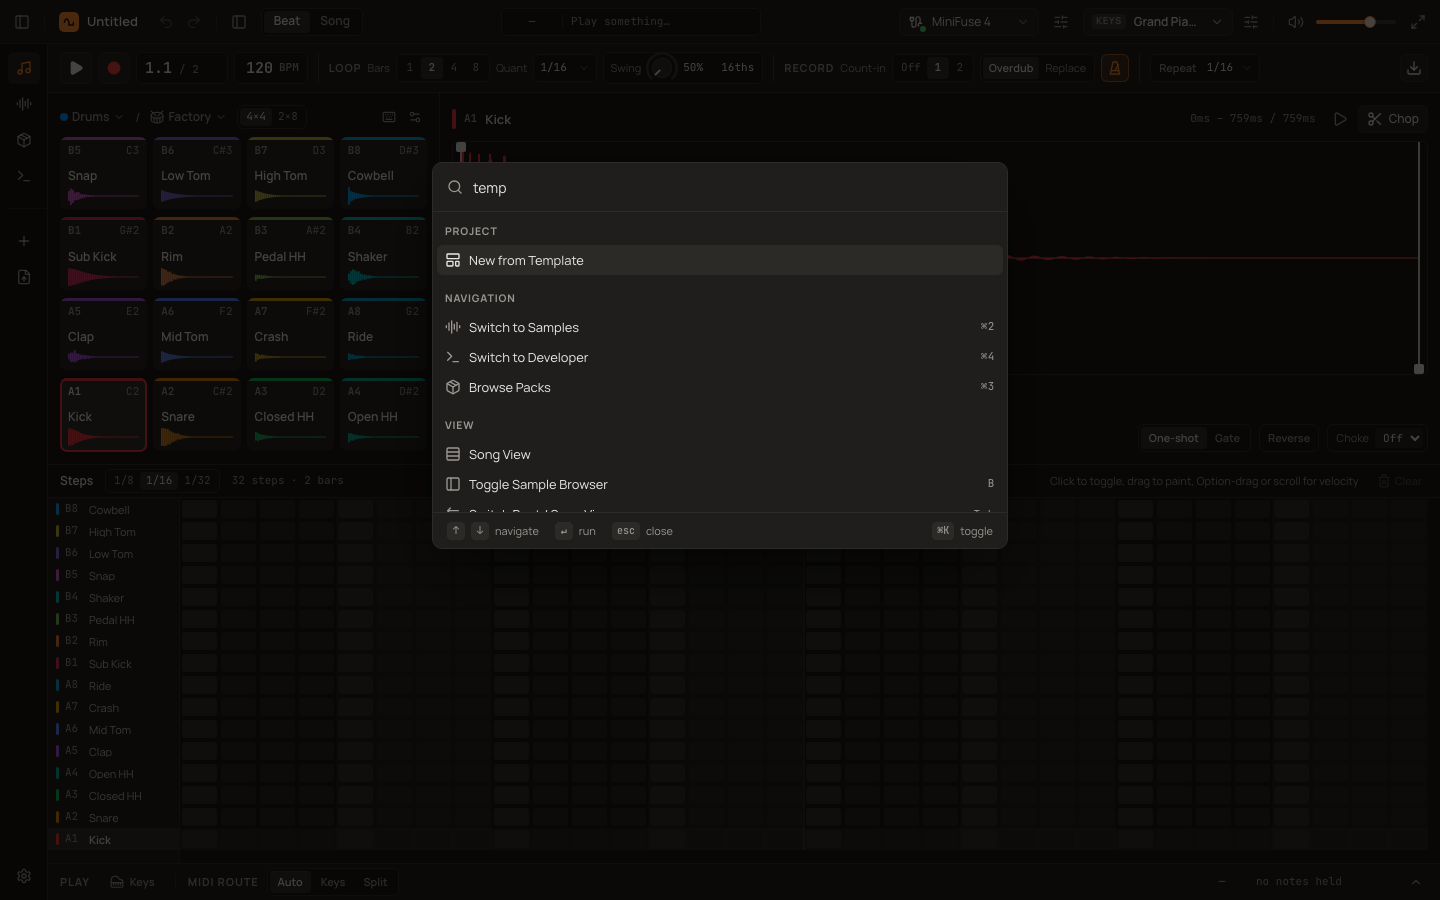 Untitled
Beat Song
–
Play something…
MiniFuse 4
KEYS Grand Pia…
1.1 / 2
120 BPM
LOOP Bars 1 2 4 8
Quant 1/16
Swing 50% 16ths
RECORD Count-in Off 1 2
Overdub Replace
Repeat 1/16
Drums / Factory 4×4 2×8
A1 Kick
0ms – 759ms / 759ms
Chop
B5 C3 B6 C#3 B7 D3 B8 D#3
Snap Low Tom High Tom Cowbell
B1 G#2 B2 A2 B3 A#2 B4 B2
Sub Kick Rim Pedal HH Shaker
A5 E2 A6 F2 A7 F#2 A8 G2
Clap Mid Tom Crash Ride
A1 C2 A2 C#2 A3 D2 A4 D#2
Kick Snare Closed HH Open HH
temp
PROJECT
New from Template
NAVIGATION
Switch to Samples ⌘2
Switch to Developer ⌘4
Browse Packs ⌘3
VIEW
Song View
Toggle Sample Browser B
↑ ↓ navigate ↵ run esc close ⌘K toggle
One-shot Gate Reverse Choke Off
Steps 1/8 1/16 1/32 32 steps · 2 bars
Click to toggle, drag to paint, Option-drag or scroll for velocity
Clear
B8 Cowbell
B7 High Tom
B6 Low Tom
B5 Snap
B4 Shaker
B3 Pedal HH
B2 Rim
B1 Sub Kick
A8 Ride
A7 Crash
A6 Mid Tom
A5 Clap
A4 Open HH
A3 Closed HH
A2 Snare
A1 Kick
PLAY Keys MIDI ROUTE Auto Keys Split
– no notes held